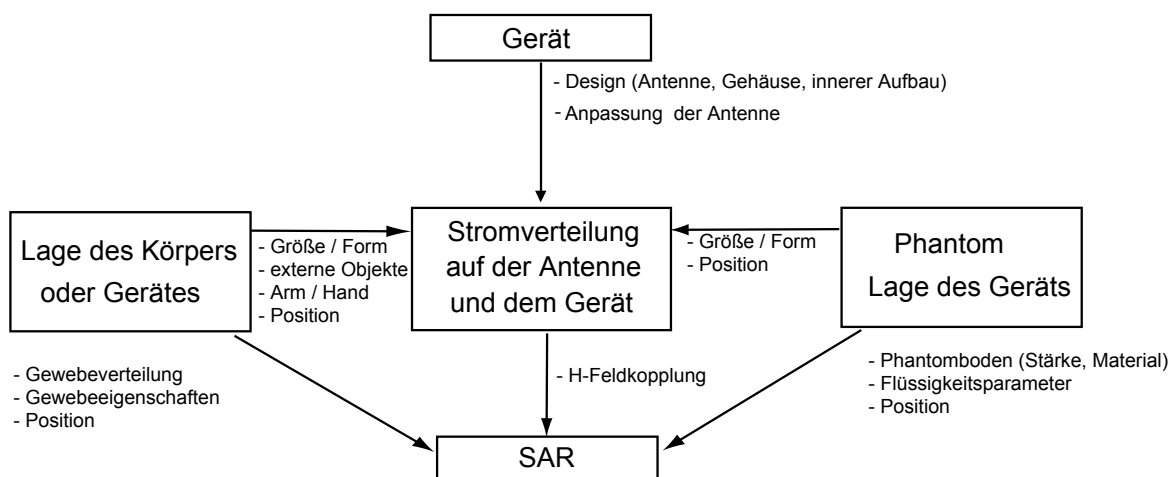 Gerät
- Design (Antenne, Gehäuse, innerer Aufbau)
- Anpassung der Antenne
Lage des Körpers
oder Gerätes
- Größe / Form
- externe Objekte
- Arm / Hand
- Position
Stromverteilung
auf der Antenne
und dem Gerät
- Größe / Form
- Position
Phantom
Lage des Geräts
- Gewebeverteilung
- Gewebeeigenschaften
- Position
- H-Feldkopplung
- Phantomboden (Stärke, Material)
- Flüssigkeitsparameter
- Position
SAR